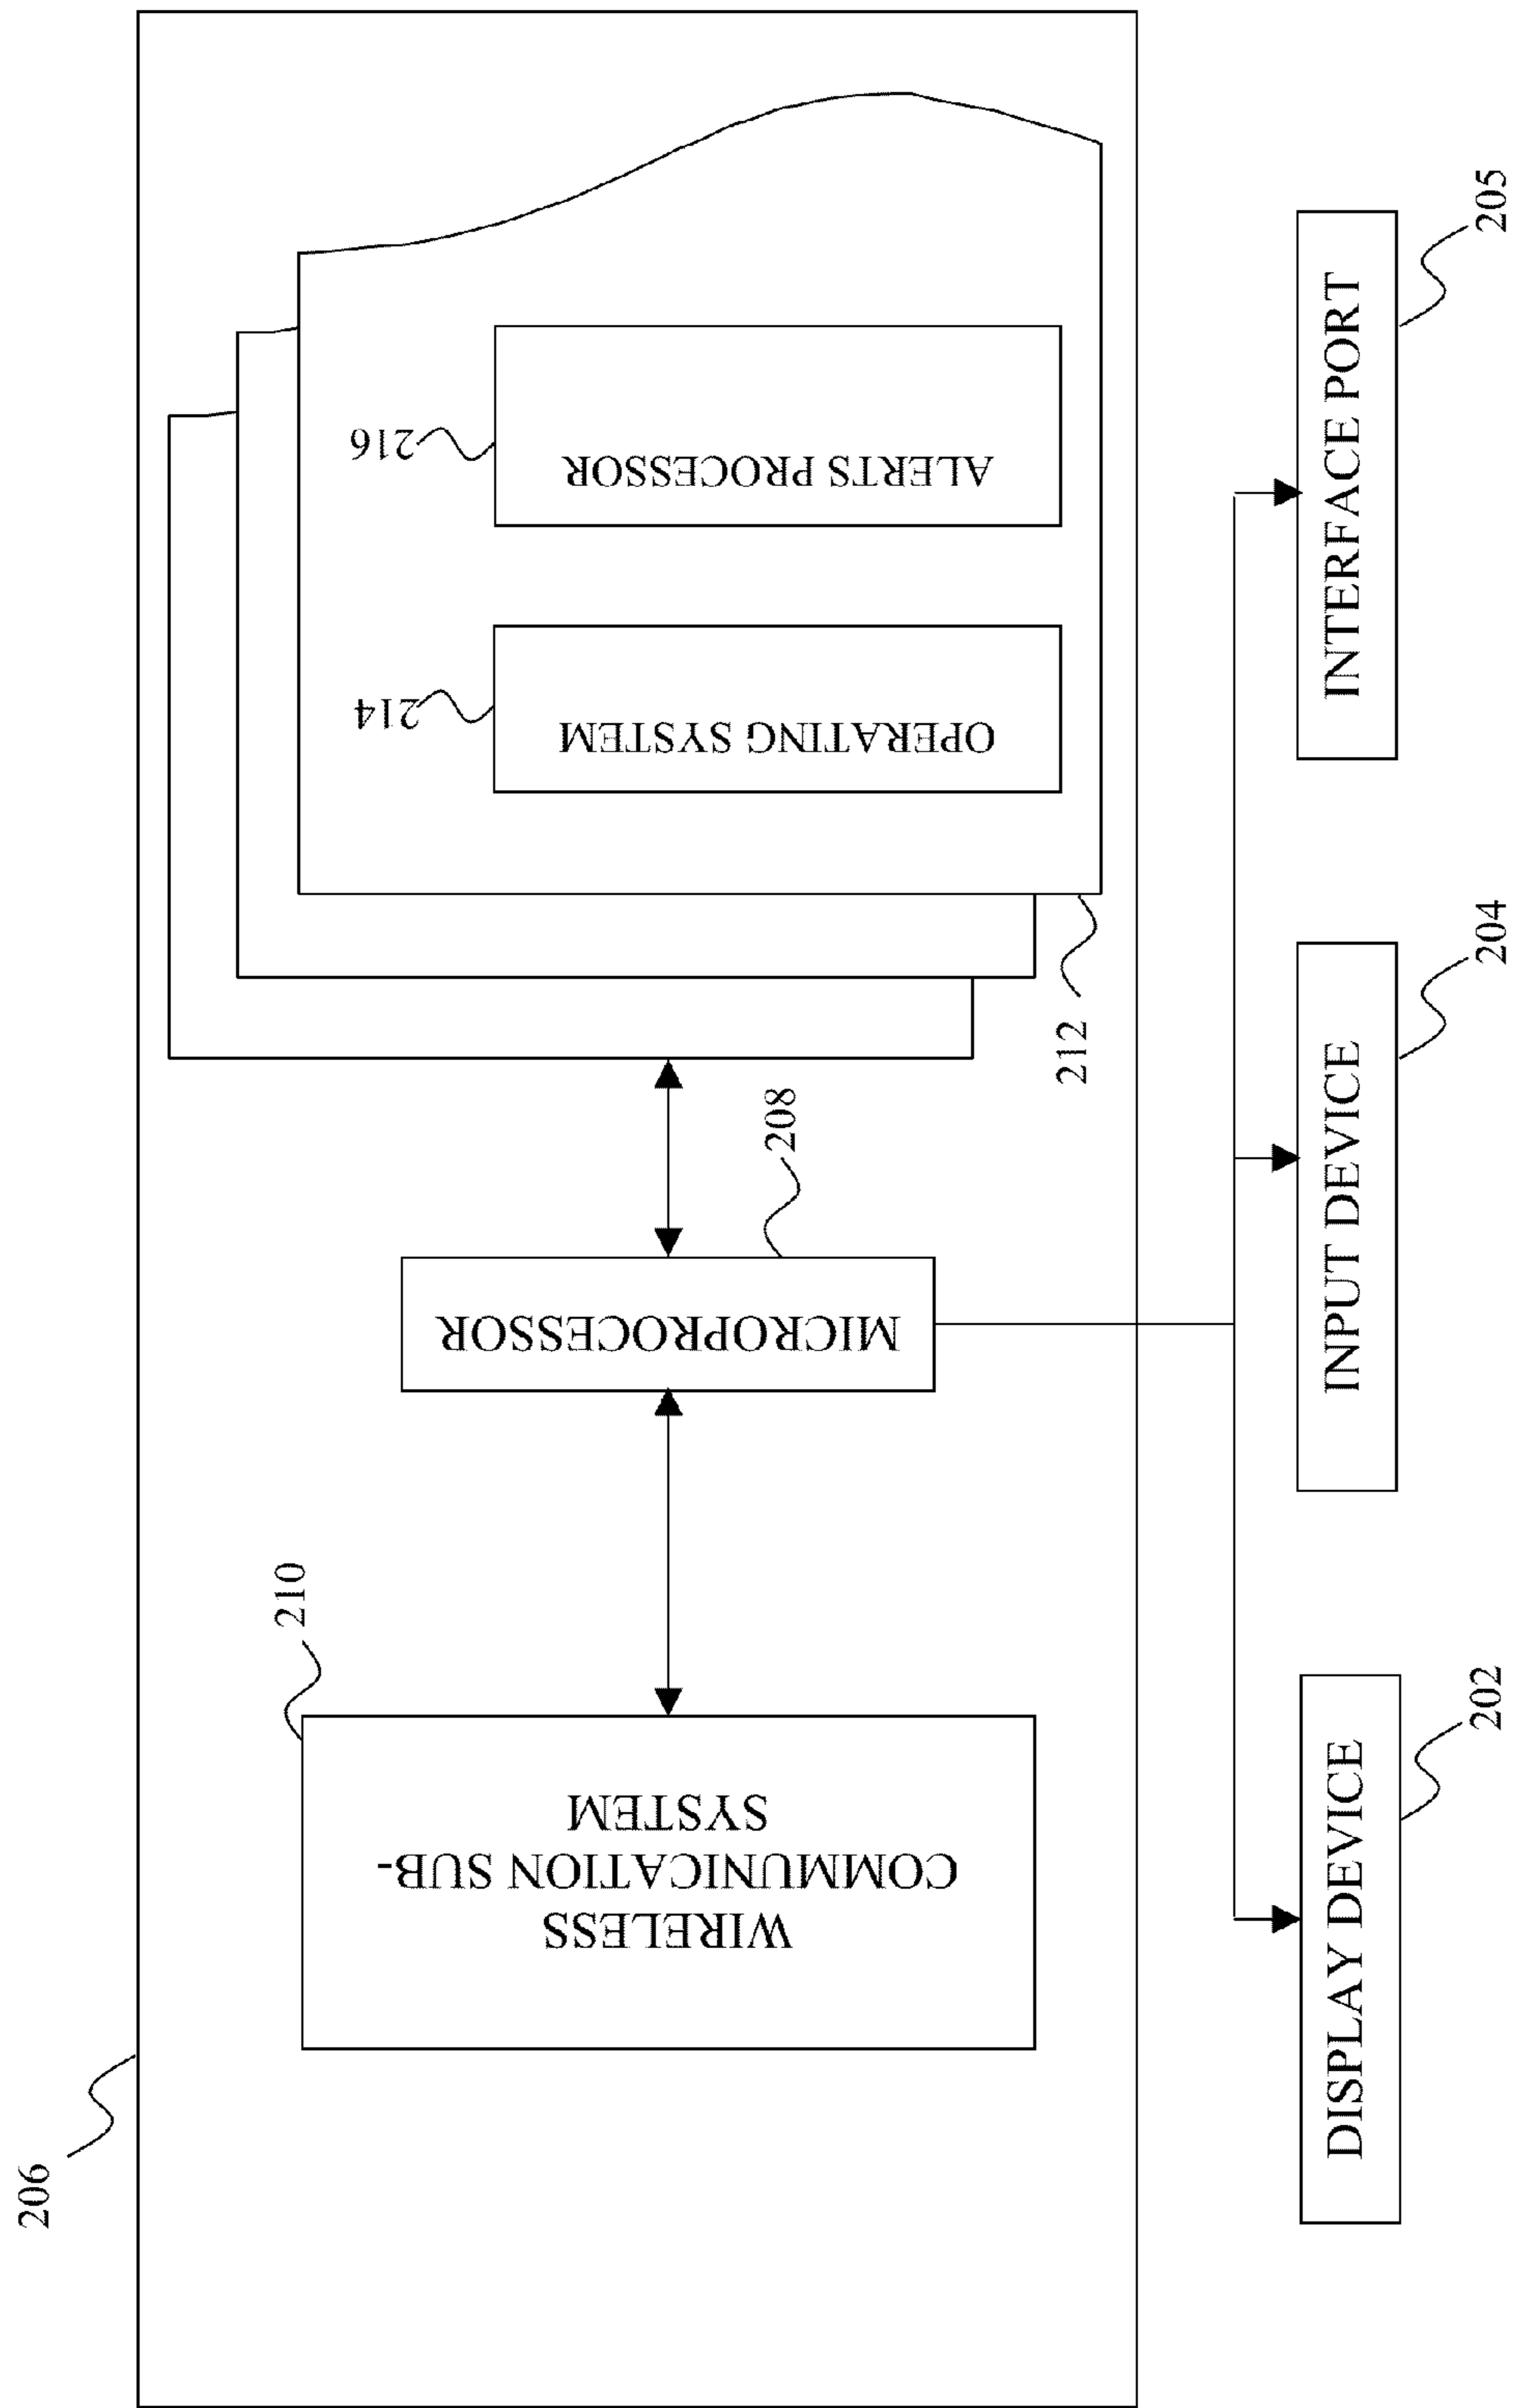 206
210
WIRELESS
COMMUNICATION SUB-
SYSTEM
MICROPROCESSOR
208
212
214
OPERATING SYSTEM
216
ALERTS PROCESSOR
DISPLAY DEVICE
202
INPUT DEVICE
204
INTERFACE PORT
205